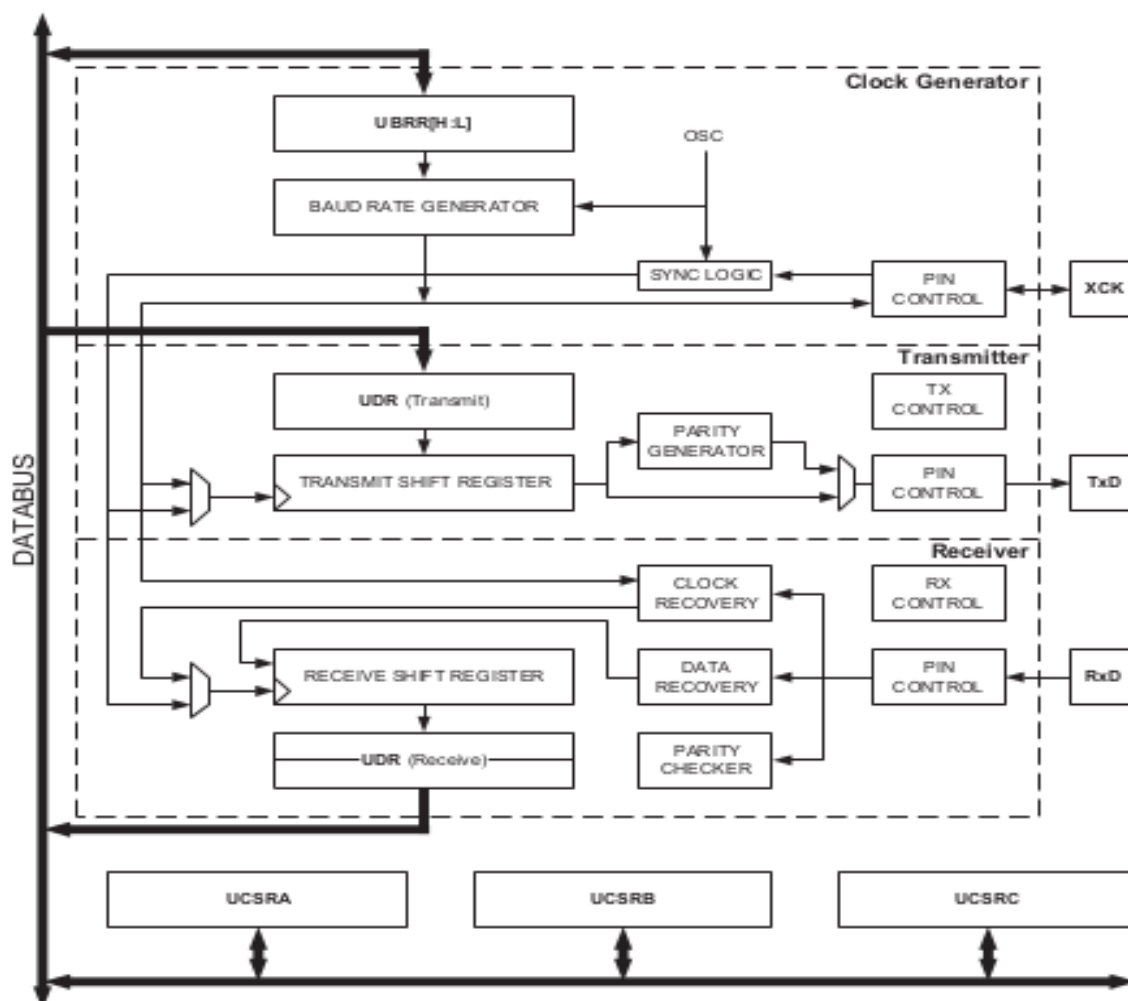 Clock Generator
UBRR[H:L]
OSC
BAUD RATE GENERATOR
SYNC LOGIC
PIN
CONTROL
XCK
Transmitter
UDR (Transmit)
TX
CONTROL
PARITY
GENERATOR
TRANSMIT SHIFT REGISTER
PIN
CONTROL
TxD
DATABUS
Receiver
CLOCK
RECOVERY
RX
CONTROL
RECEIVE SHIFT REGISTER
DATA
RECOVERY
PIN
CONTROL
RxD
UDR (Receive)
PARITY
CHECKER
UCSRA
UCSRB
UCSRC